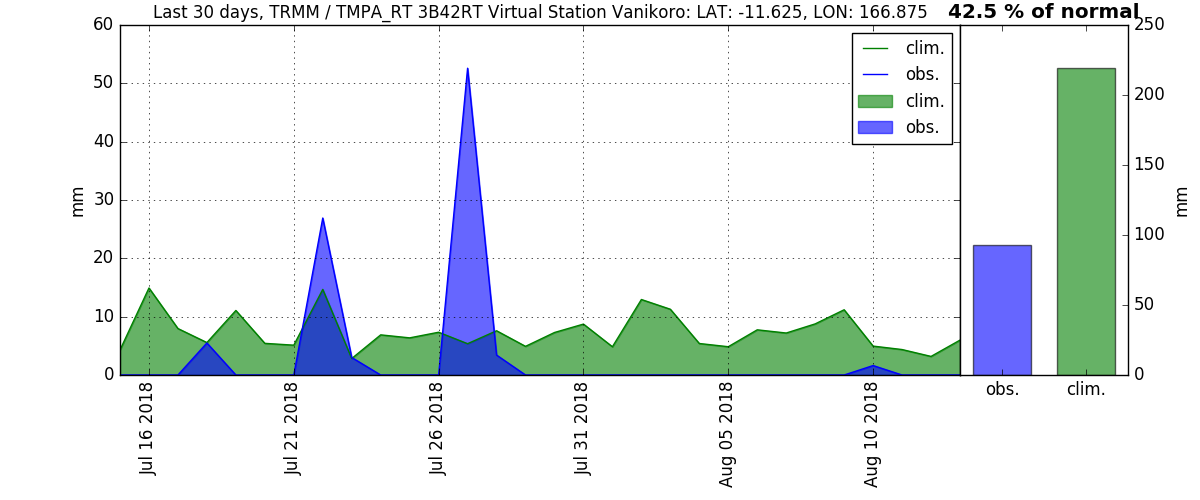 Last 30 days, TRMM / TMPA_RT 3B42RT Virtual Station Vanikoro: LAT: -11.625, LON: 166.875
42.5 % of normal
60
50
40
30
20
10
0
mm
clim.
obs.
clim.
obs.
Jul 16 2018
Jul 21 2018
Jul 26 2018
Jul 31 2018
Aug 05 2018
Aug 10 2018
250
200
150
100
50
0
mm
obs.
clim.